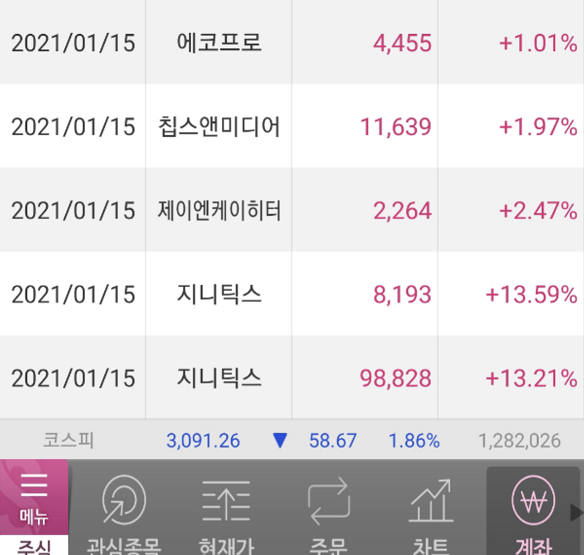 2021/01/15 에코프로 4,455 +1.01%
2021/01/15 칩스앤미디어 11,639 +1.97%
2021/01/15 제이엔케이히터 2,264 +2.47%
2021/01/15 지니틱스 8,193 +13.59%
2021/01/15 지니틱스 98,828 +13.21%
코스피 3,091.26 ▼ 58.67 1.86% 1,282,026
메뉴
주식 관심종목 현재가 주문 차트 계좌